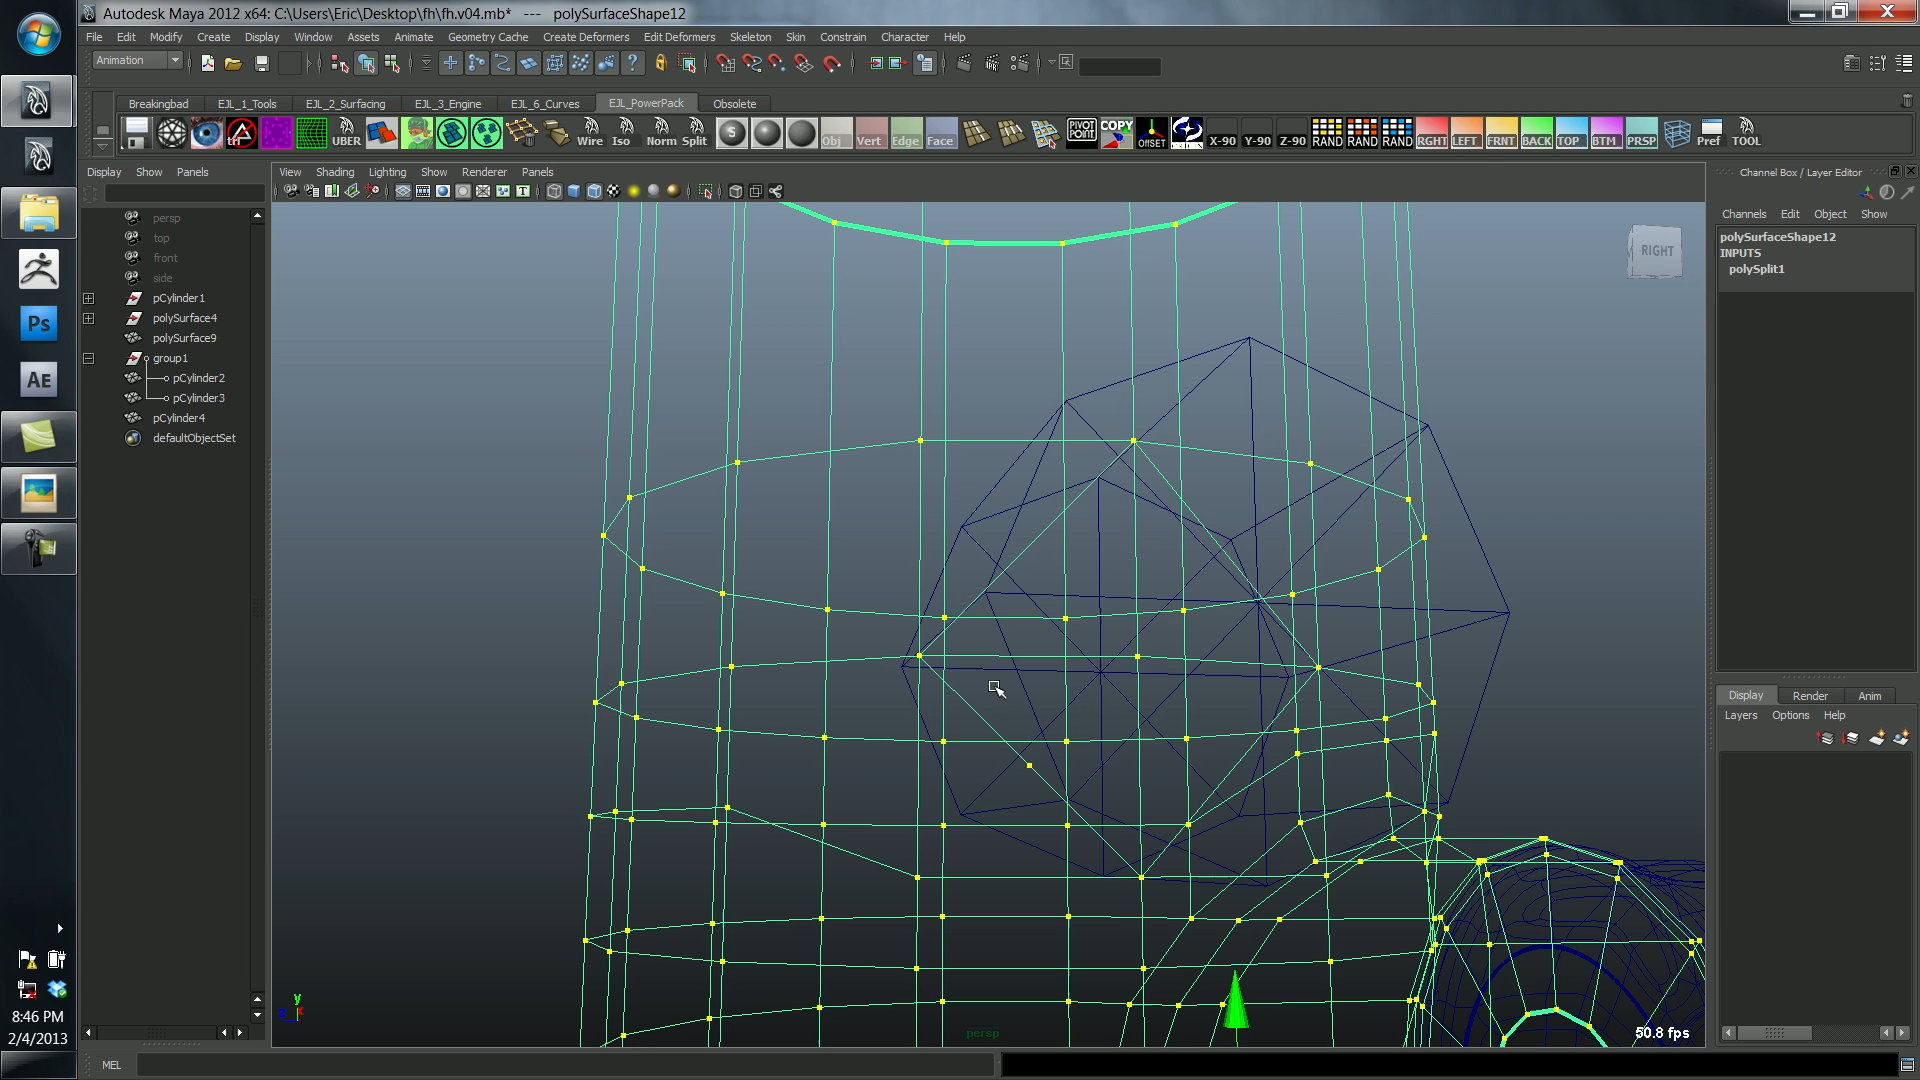 Autodesk Maya 2012 x64: C:\Users\Eric\Desktop\fh\fh.v04.mb* --- polySurfaceShape12
File Edit Modify Create Display Window Assets Animate Geometry Cache Create Deformers Edit Deformers Skeleton Skin Constrain Character Help
Animation
Breakingbad EJL_1_Tools EJL_2_Surfacing EJL_3_Engine EJL_6_Curves EJL_PowerPack Obsolete
trI UBER Wire Iso Norm Split S Obj Vert Edge Face PIVOT POINT COPY OffSET X-90 Y-90 Z-90 RAND RAND RAND RGHT LEFT FRNT BACK TOP BTM PRSP Pref TOOL
Display Show Panels
View Shading Lighting Show Renderer Panels
Channel Box / Layer Editor
Channels Edit Object Show
persp
top
front
side
pCylinder1
polySurface4
polySurface9
group1
pCylinder2
pCylinder3
pCylinder4
defaultObjectSet
polySurfaceShape12
INPUTS
polySplit1
RIGHT
Ps
AE
Display Render Anim
Layers Options Help
y
x
z
persp
50.8 fps
8:46 PM
2/4/2013
MEL